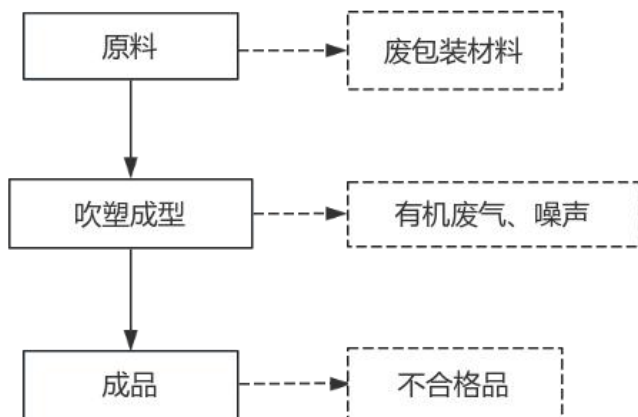 原料
废包装材料
吹塑成型
有机废气、噪声
成品
不合格品